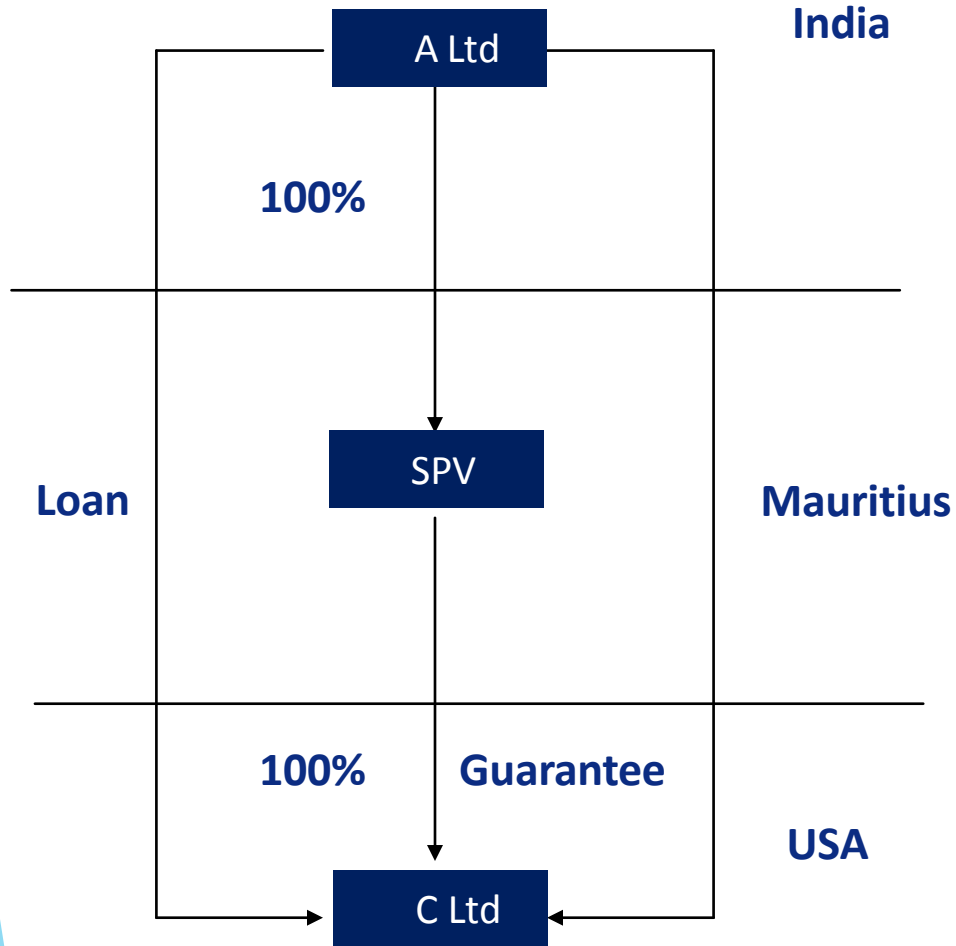 India
A Ltd
100%
SPV
Loan
Mauritius
100%
Guarantee
USA
C Ltd